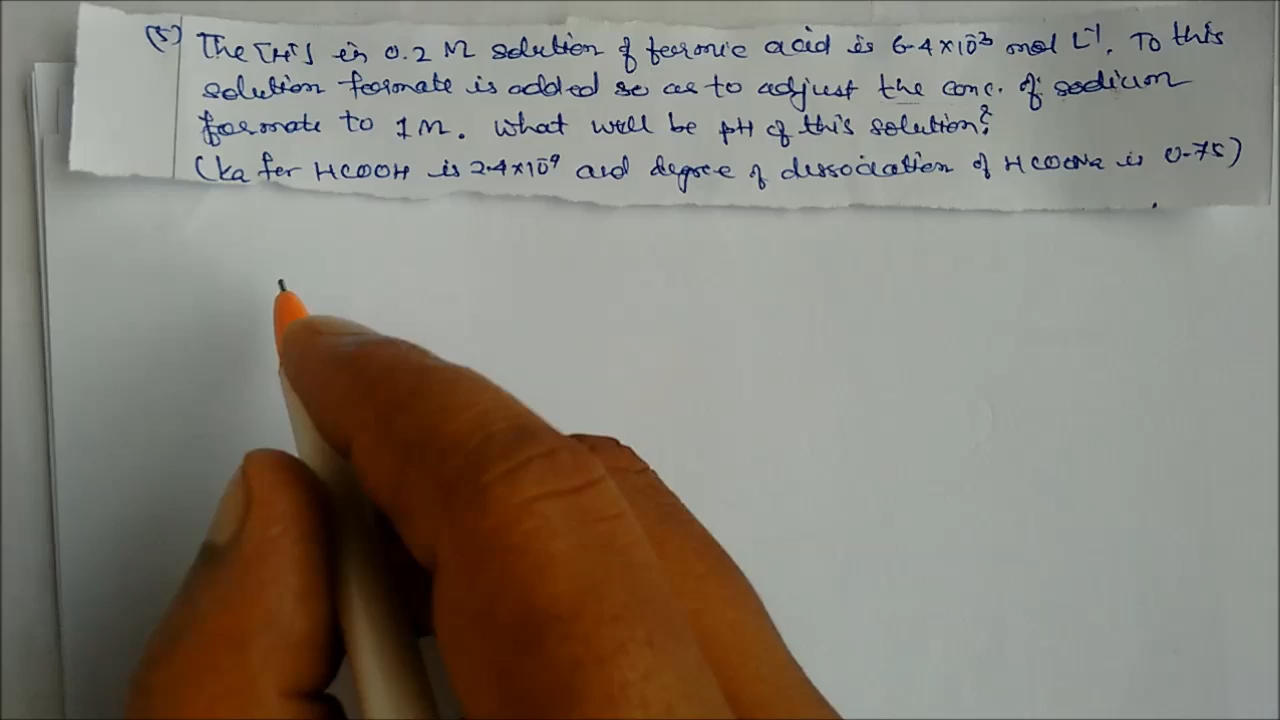 (5) The [H⁺] in 0.2 M solution of formic acid is 6.4×10⁻³ mol L⁻¹. To this
solution formate is added so as to adjust the conc. of sodium
formate to 1M. What will be pH of this solution?
(Ka for HCOOH is 2.4×10⁻⁴ and degree of dissociation of HCOONa is 0.75)